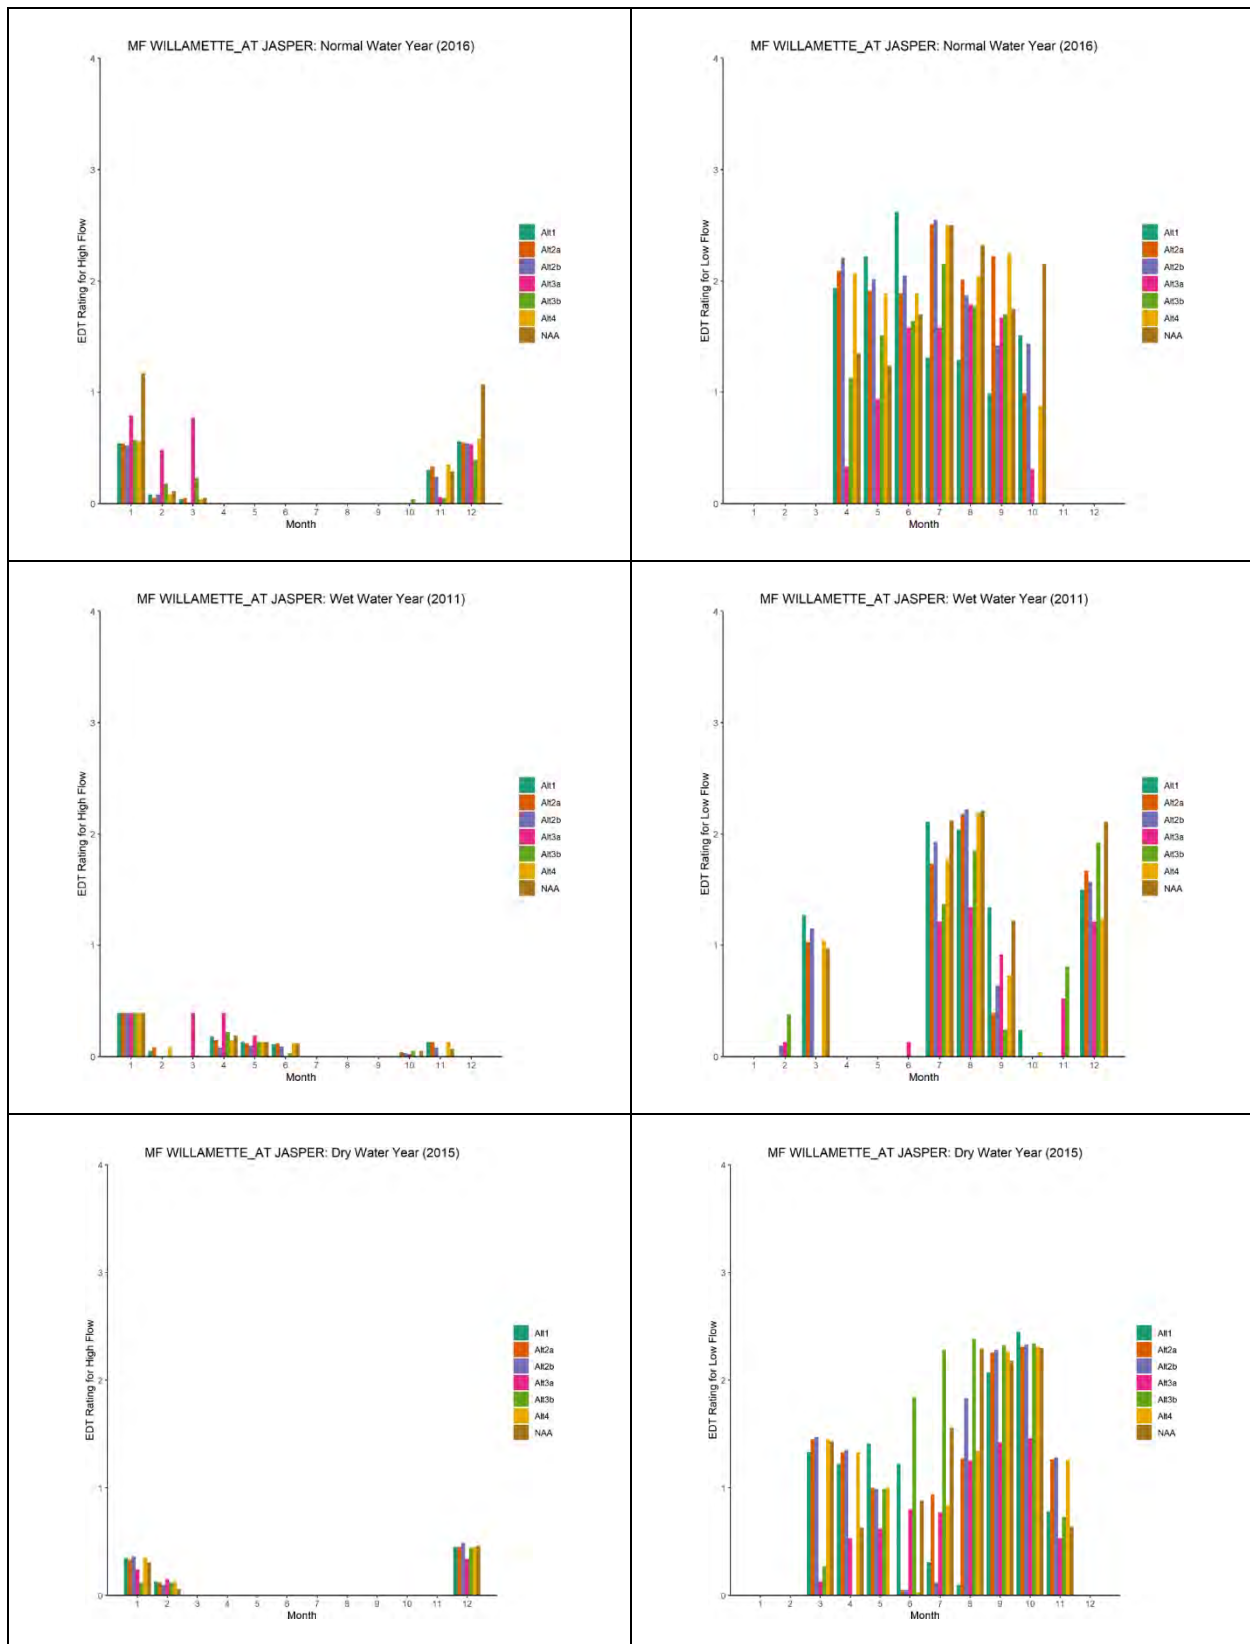 MF WILLAMETTE_AT JASPER: Normal Water Year (2016)
4
3
2
1
0
EDT Rating for High Flow
1 2 3 4 5 6 7 8 9 10 11 12
Month
Alt1
Alt2a
Alt2b
Alt3a
Alt3b
Alt4
NAA
MF WILLAMETTE_AT JASPER: Normal Water Year (2016)
4
3
2
1
0
EDT Rating for Low Flow
1 2 3 4 5 6 7 8 9 10 11 12
Month
Alt1
Alt2a
Alt2b
Alt3a
Alt3b
Alt4
NAA
MF WILLAMETTE_AT JASPER: Wet Water Year (2011)
4
3
2
1
0
EDT Rating for High Flow
1 2 3 4 5 6 7 8 9 10 11 12
Month
Alt1
Alt2a
Alt2b
Alt3a
Alt3b
Alt4
NAA
MF WILLAMETTE_AT JASPER: Wet Water Year (2011)
4
3
2
1
0
EDT Rating for Low Flow
1 2 3 4 5 6 7 8 9 10 11 12
Month
Alt1
Alt2a
Alt2b
Alt3a
Alt3b
Alt4
NAA
MF WILLAMETTE_AT JASPER: Dry Water Year (2015)
4
3
2
1
0
EDT Rating for High Flow
1 2 3 4 5 6 7 8 9 10 11 12
Month
Alt1
Alt2a
Alt2b
Alt3a
Alt3b
Alt4
NAA
MF WILLAMETTE_AT JASPER: Dry Water Year (2015)
4
3
2
1
0
EDT Rating for Low Flow
1 2 3 4 5 6 7 8 9 10 11 12
Month
Alt1
Alt2a
Alt2b
Alt3a
Alt3b
Alt4
NAA